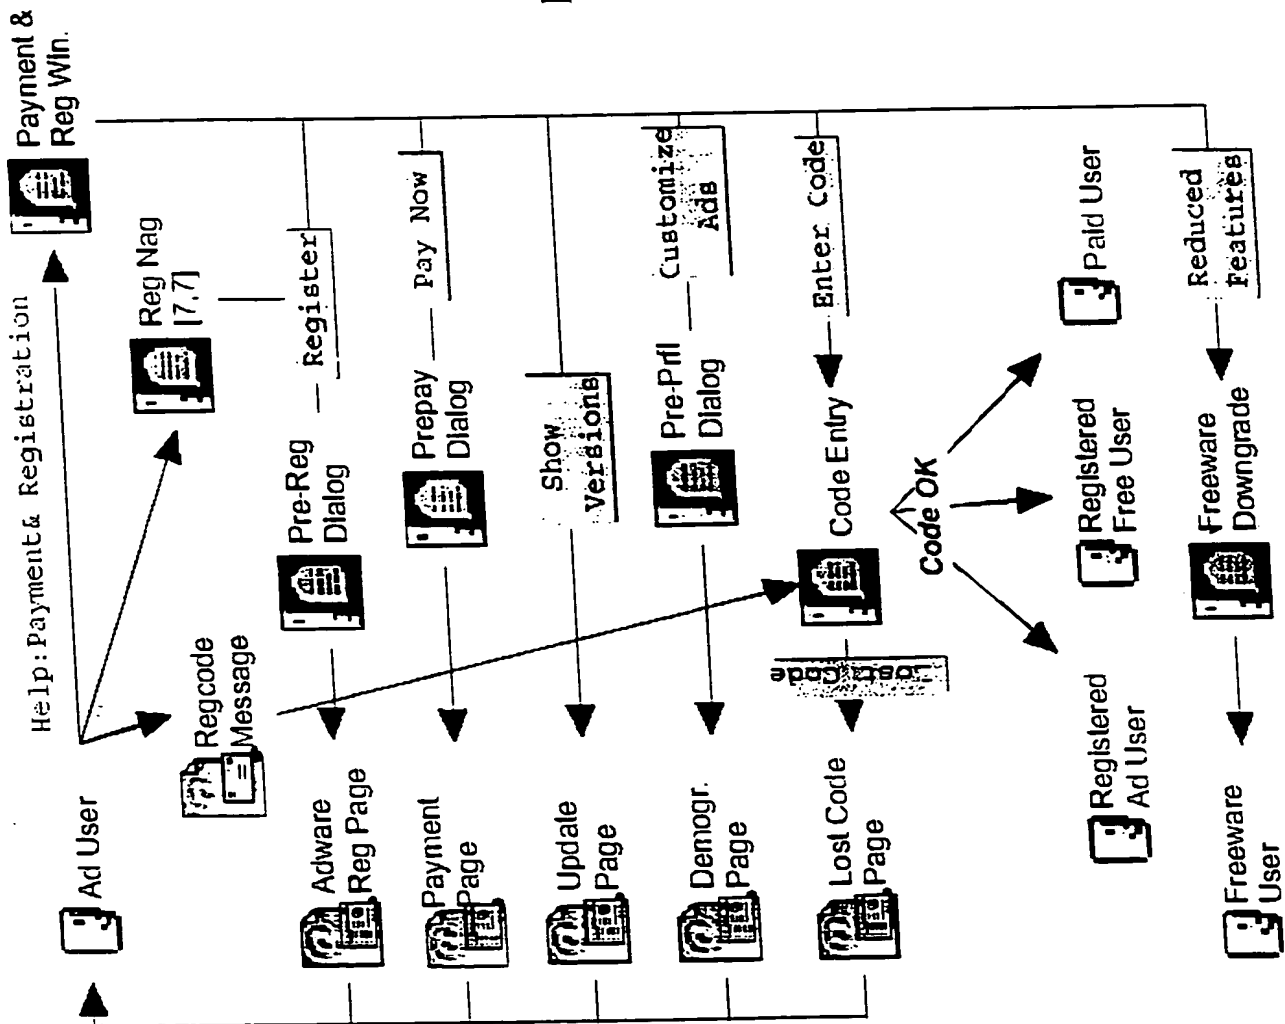 Payment &
Reg Win.
Help:Payment& Registration
Reg Nag
[7,7]
Ad User
Regcode
Message
Register
Pre-Reg
Dialog
Adware
Reg Page
Pay Now
Prepay
Dialog
Payment
Page
Show
Versions
Update
Page
Customize
Ads
Pre-Prfl
Dialog
Demogr.
Page
Enter Code
Code Entry
Lost Code
Lost Code
Page
Code OK
Paid User
Registered
Free User
Registered
Ad User
Reduced
Features
Freeware
Downgrade
Freeware
User